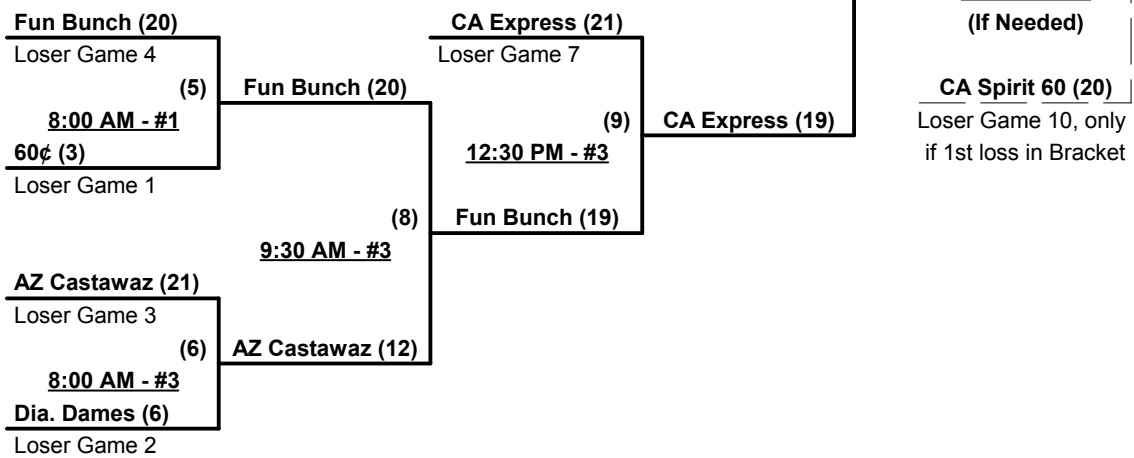 Fun Bunch (20)
Loser Game 4
(5)
8:00 AM - #1
60¢ (3)
Loser Game 1
Fun Bunch (20)
(8)
9:30 AM - #3
AZ Castawaz (21)
Loser Game 3
(6)
8:00 AM - #3
Dia. Dames (6)
Loser Game 2
AZ Castawaz (12)
CA Express (21)
Loser Game 7
(9)
12:30 PM - #3
Fun Bunch (19)
CA Express (19)
(If Needed)
CA Spirit 60 (20)
Loser Game 10, only
if 1st loss in Bracket